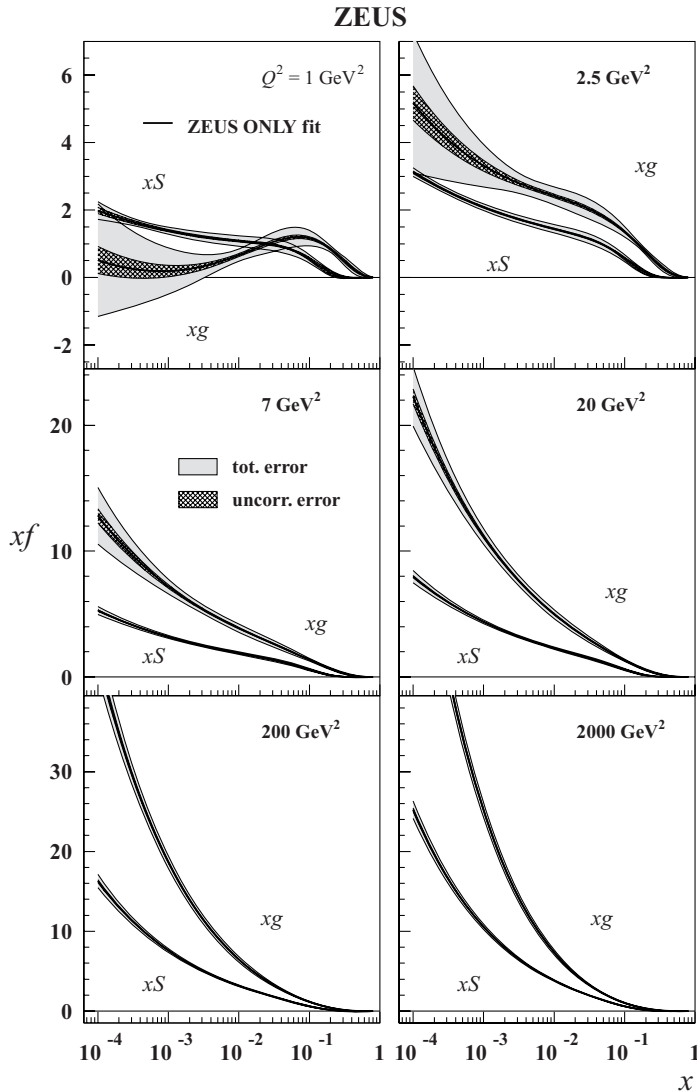 ZEUS
Q² = 1 GeV²
2.5 GeV²
ZEUS ONLY fit
xS
xg
xS
xg
6
4
2
0
-2
7 GeV²
20 GeV²
tot. error
uncorr. error
xf
xg
xS
xg
xS
20
10
0
200 GeV²
2000 GeV²
xg
xS
xg
xS
30
20
10
0
10⁻⁴ 10⁻³ 10⁻² 10⁻¹ 1 10⁻⁴ 10⁻³ 10⁻² 10⁻¹ 1
x